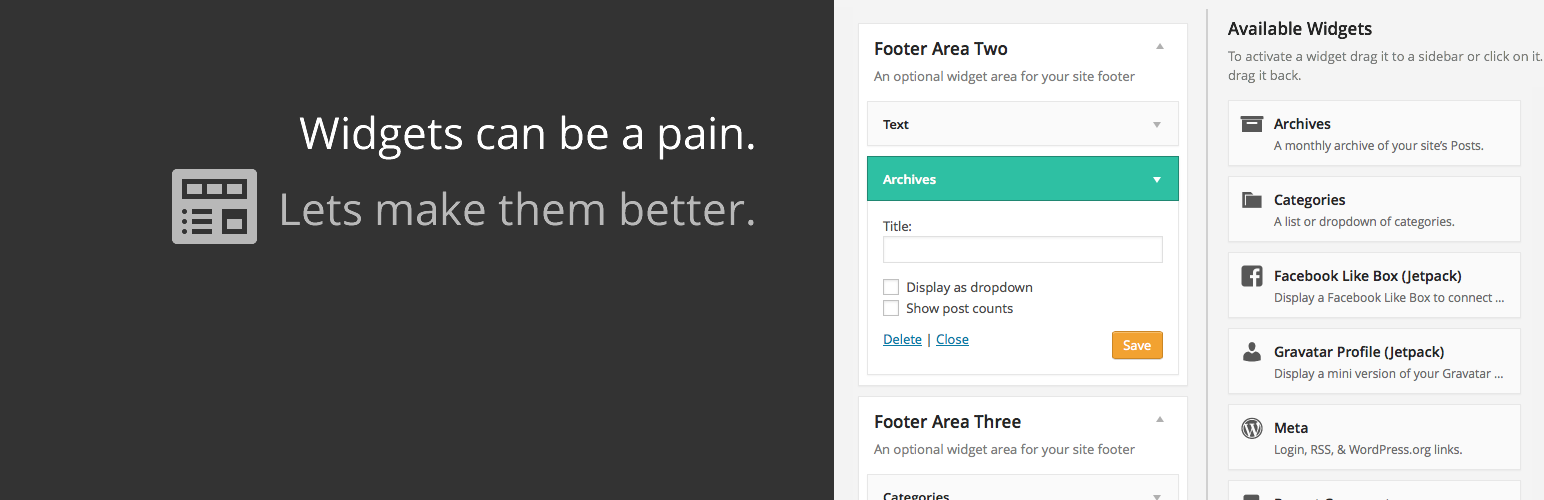 Widgets can be a pain.
Lets make them better.
Footer Area Two
An optional widget area for your site footer
Text
Archives
Title:
Display as dropdown
Show post counts
Delete | Close
Save
Footer Area Three
An optional widget area for your site footer
Categories
Available Widgets
To activate a widget drag it to a sidebar or click on it.
drag it back.
Archives
A monthly archive of your site’s Posts.
Categories
A list or dropdown of categories.
Facebook Like Box (Jetpack)
Display a Facebook Like Box to connect ...
Gravatar Profile (Jetpack)
Display a mini version of your Gravatar ...
Meta
Login, RSS, & WordPress.org links.